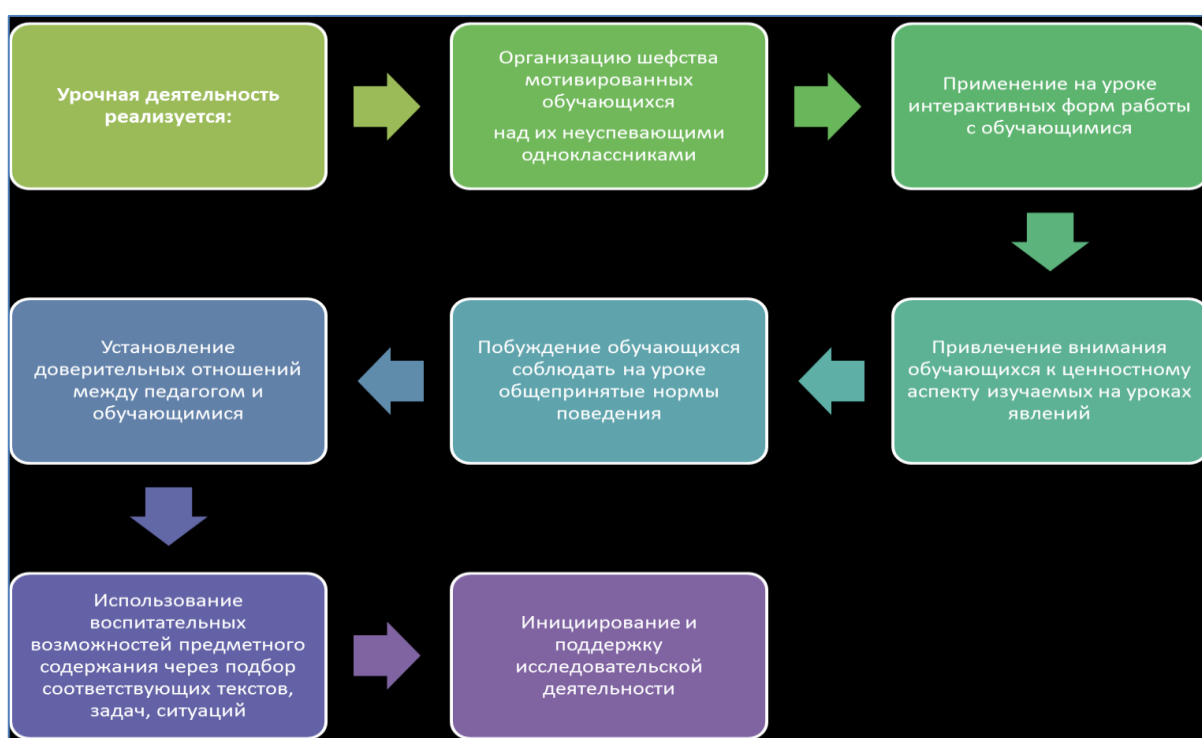 Урочная деятельность
реализуется:
Организацию шефства
мотивированных
обучающихся
над их неуспевающими
одноклассниками
Применение на уроке
интерактивных форм работы
с обучающимися
Привлечение внимания
обучающихся к ценностному
аспекту изучаемых на уроках
явлений
Побуждение обучающихся
соблюдать на уроке
общепринятые нормы
поведения
Установление
доверительных отношений
между педагогом и
обучающимися
Использование
воспитательных
возможностей предметного
содержания через подбор
соответствующих текстов,
задач, ситуаций
Инициирование и
поддержку
исследовательской
деятельности